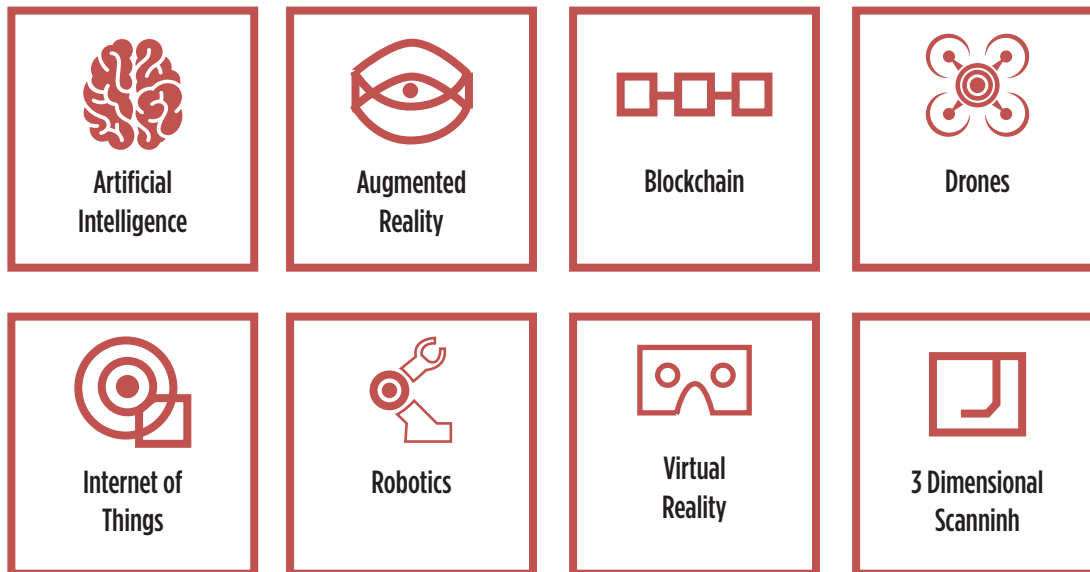 Artificial
Intelligence
Augmented
Reality
Blockchain
Drones
Internet of
Things
Robotics
Virtual
Reality
3 Dimensional
Scanninh